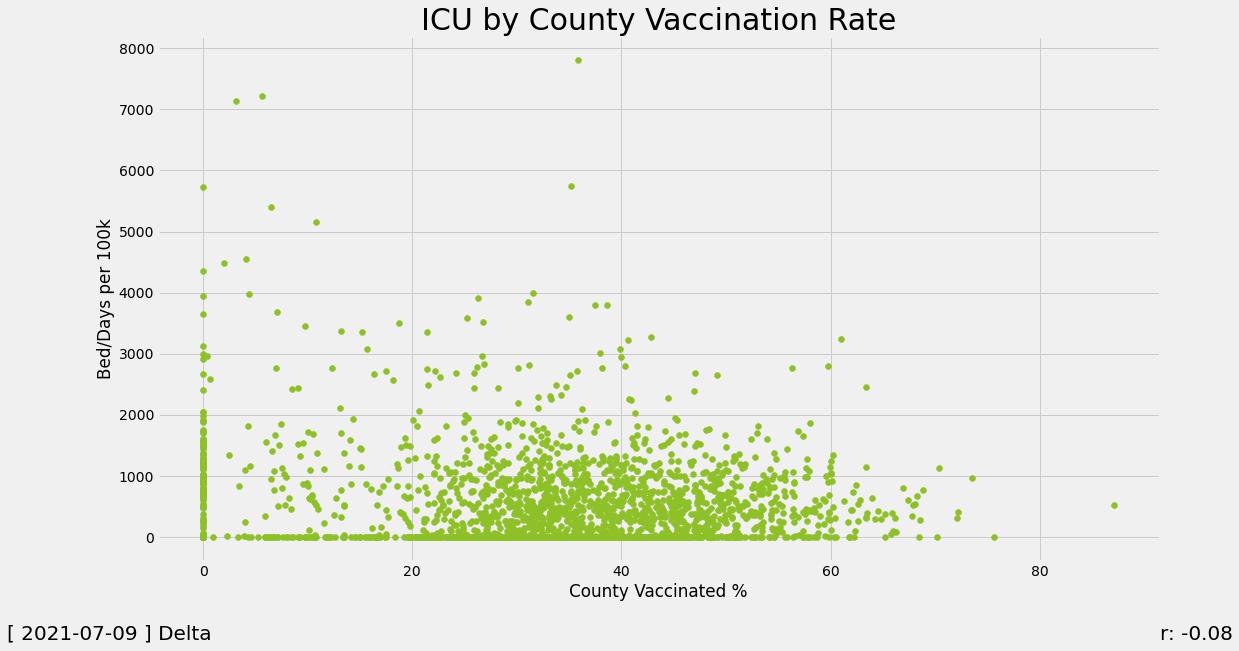 ICU by County Vaccination Rate
8000
7000
6000
5000
4000
3000
2000
1000
0
Bed/Days per 100k
0 20 40 60 80
County Vaccinated %
[ 2021-07-09 ] Delta
r: -0.08